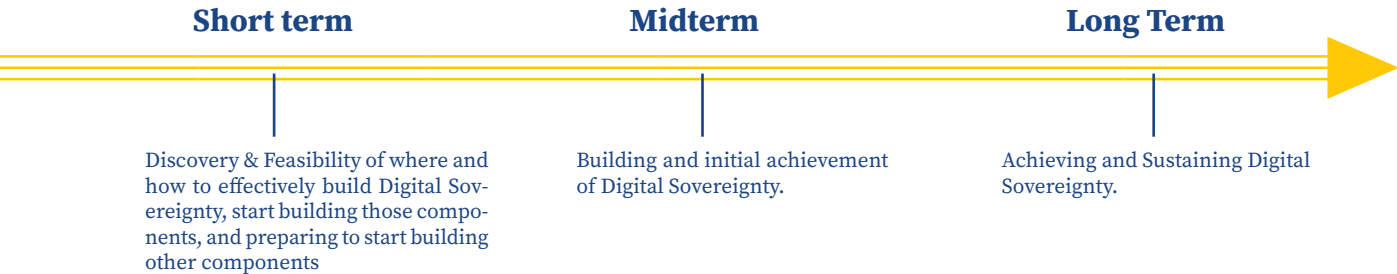 Short term
Midterm
Long Term
Discovery & Feasibility of where and
how to effectively build Digital Sov-
ereignty, start building those compo-
nents, and preparing to start building
other components
Building and initial achievement
of Digital Sovereignty.
Achieving and Sustaining Digital
Sovereignty.